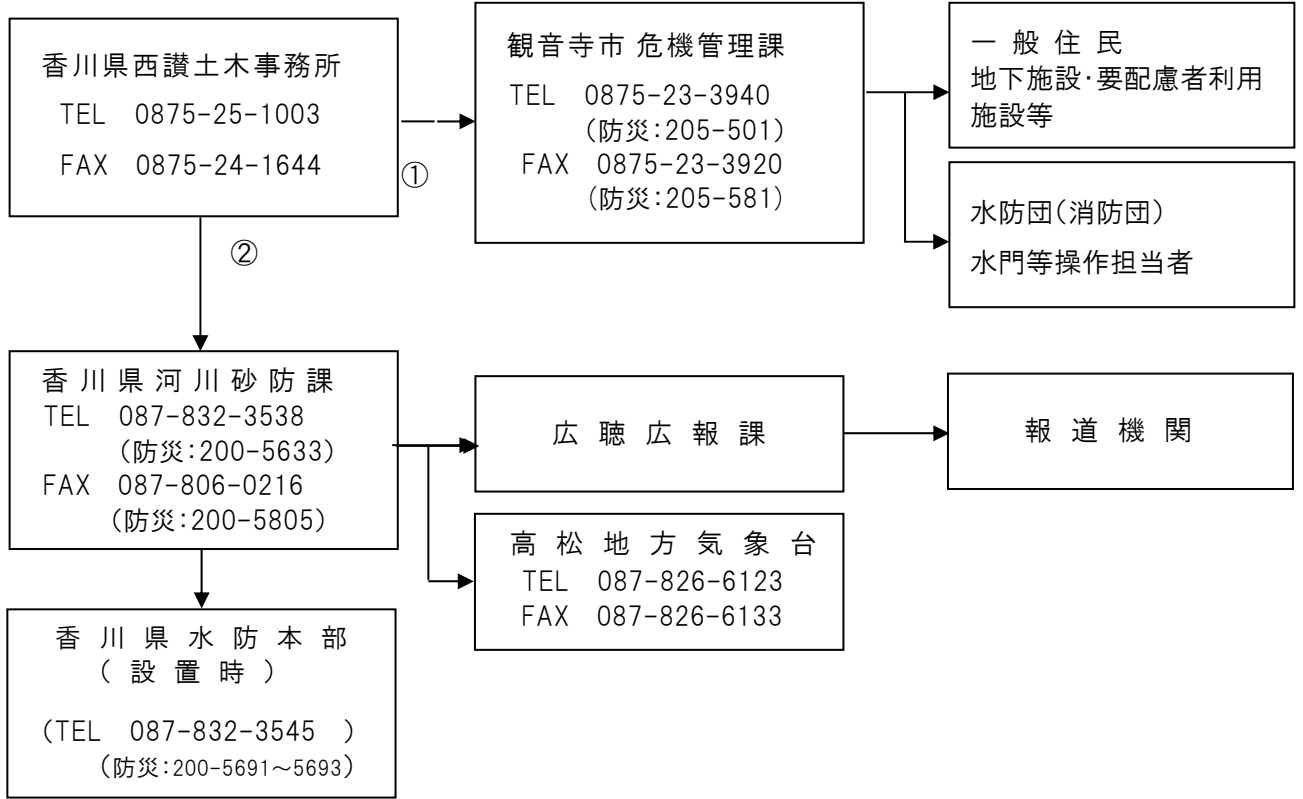 香川県西讃土木事務所
TEL 0875-25-1003
FAX 0875-24-1644
①
②
観音寺市 危機管理課
TEL 0875-23-3940
(防災:205-501)
FAX 0875-23-3920
(防災:205-581)
一般住民
地下施設・要配慮者利用
施設等
水防団(消防団)
水門等操作担当者
香川県河川砂防課
TEL 087-832-3538
(防災:200-5633)
FAX 087-806-0216
(防災:200-5805)
広聴広報課
報道機関
高松地方気象台
TEL 087-826-6123
FAX 087-826-6133
香川県水防本部
(設置時)
(TEL 087-832-3545 )
(防災:200-5691～5693)